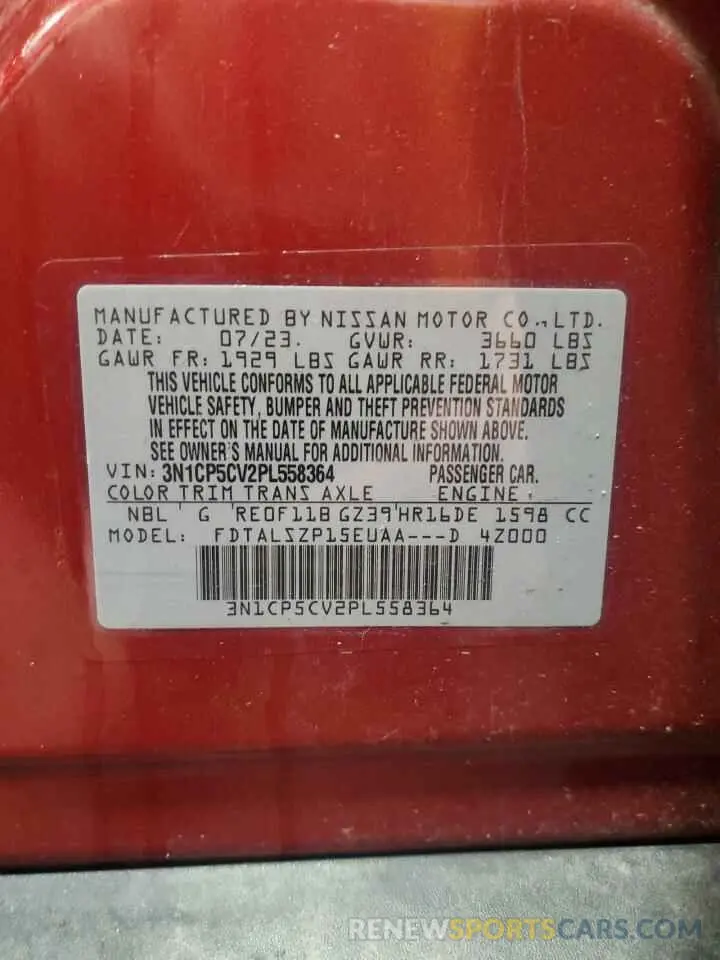 MANUFACTURED BY NISSAN MOTOR CO., LTD.
DATE: 07/23. GVWR: 3660 LBS
GAWR FR: 1929 LBS GAWR RR: 1731 LBS
THIS VEHICLE CONFORMS TO ALL APPLICABLE FEDERAL MOTOR
VEHICLE SAFETY, BUMPER AND THEFT PREVENTION STANDARDS
IN EFFECT ON THE DATE OF MANUFACTURE SHOWN ABOVE.
SEE OWNER'S MANUAL FOR ADDITIONAL INFORMATION.
VIN: 3N1CP5CV2PL558364 PASSENGER CAR.
COLOR TRIM TRANS AXLE ENGINE
NBL G RE0F11B GZ39 HR16DE 1598 CC
MODEL: FDTALSZP15EUAA---D 4Z000
3N1CP5CV2PL558364
RENEWSPORTSCARS.COM